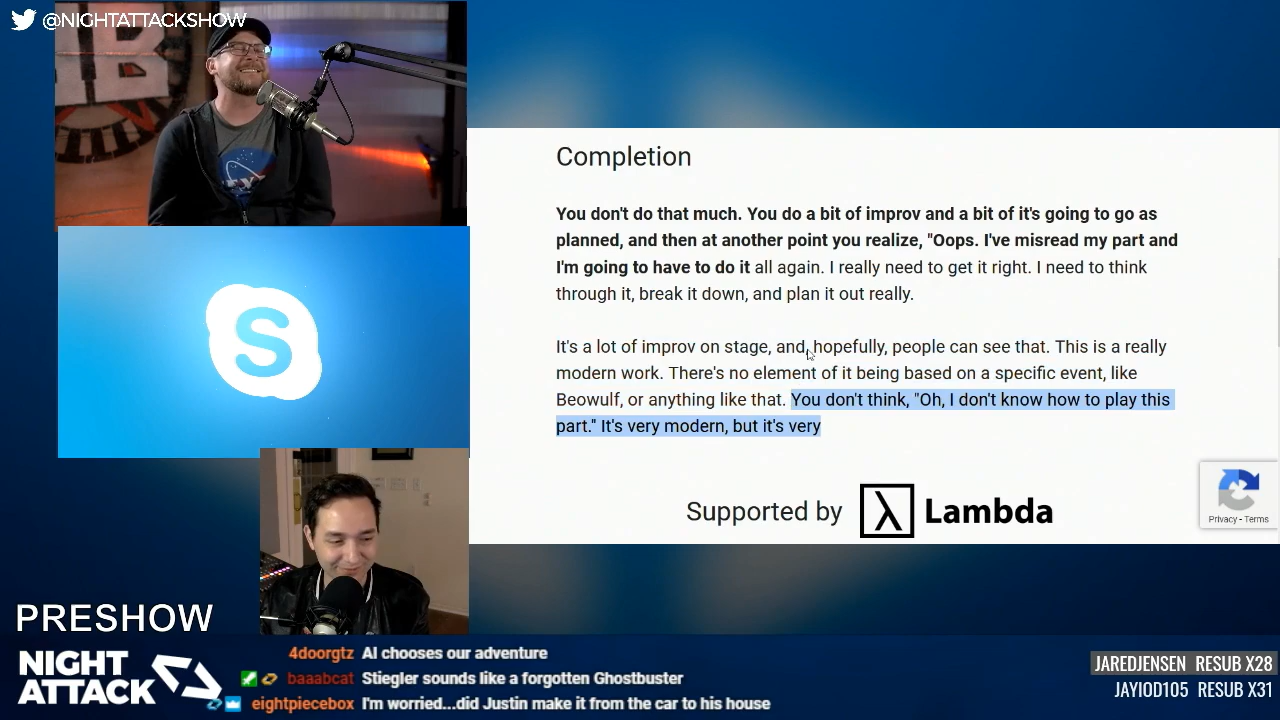 @NIGHTATTACKSHOW
Completion
You don't do that much. You do a bit of improv and a bit of it's going to go as
planned, and then at another point you realize, "Oops. I've misread my part and
I'm going to have to do it all again. I really need to get it right. I need to think
through it, break it down, and plan it out really.
It's a lot of improv on stage, and, hopefully, people can see that. This is a really
modern work. There's no element of it being based on a specific event, like
Beowulf, or anything like that. You don't think, "Oh, I don't know how to play this
part." It's very modern, but it's very
Supported by λ Lambda
Privacy - Terms
S
PRESHOW
NIGHT
ATTACK
4doorgtz AI chooses our adventure
baaabcat Stiegler sounds like a forgotten Ghostbuster
eightpiecebox I'm worried...did Justin make it from the car to his house
JAREDJENSEN RESUB X28
JAYIOD105 RESUB X31